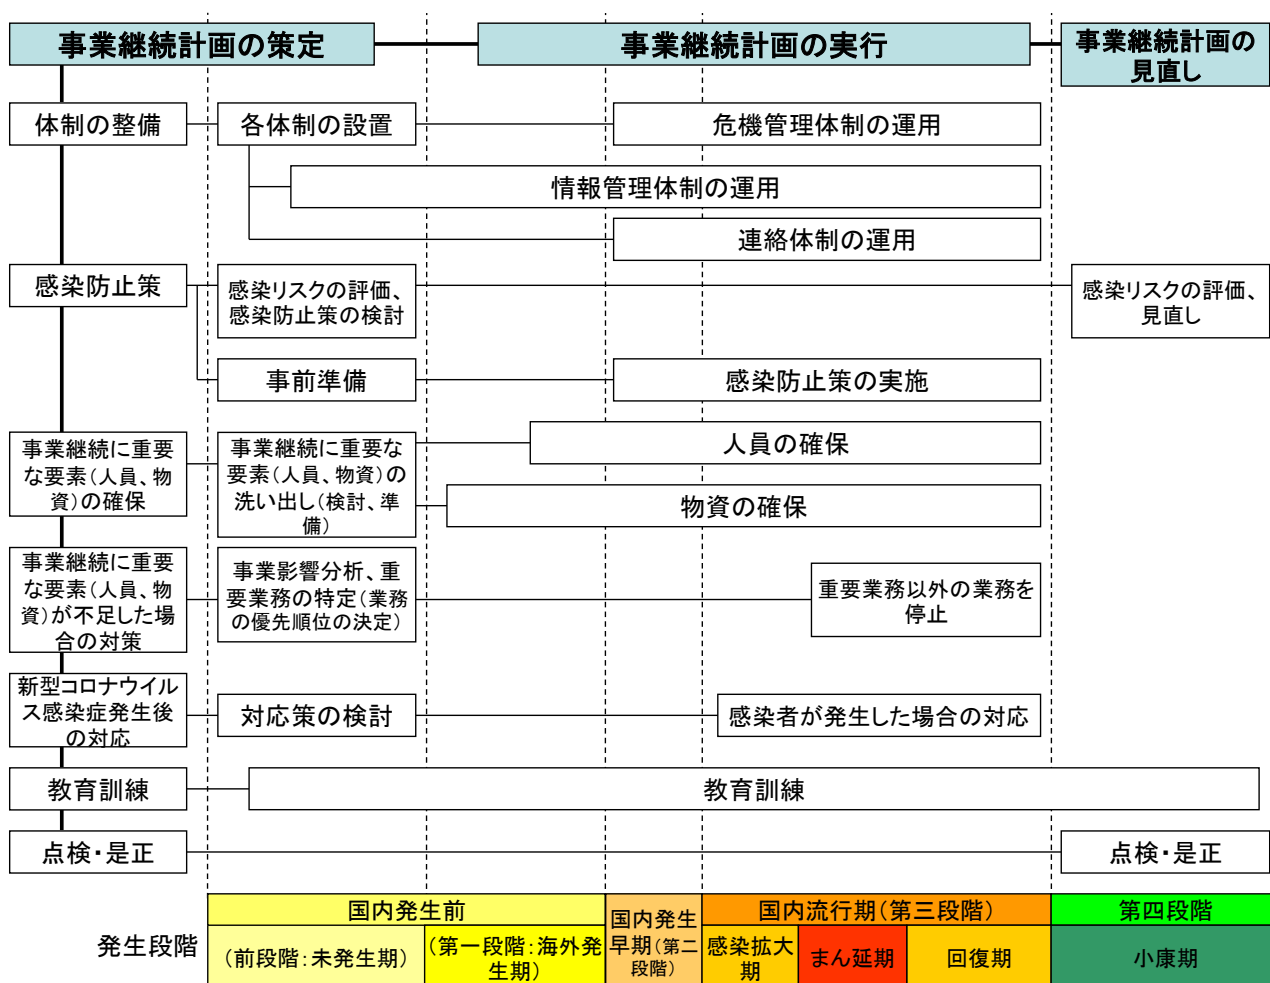 事業継続計画の策定
事業継続計画の実行
事業継続計画の
見直し
体制の整備
各体制の設置
危機管理体制の運用
情報管理体制の運用
連絡体制の運用
感染防止策
感染リスクの評価、
感染防止策の検討
感染リスクの評価、
見直し
事前準備
感染防止策の実施
事業継続に重要
な要素(人員、物
資)の確保
事業継続に重要な
要素(人員、物資)の
洗い出し(検討、準
備)
人員の確保
物資の確保
事業継続に重要
な要素(人員、物
資)が不足した場
合の対策
事業影響分析、重
要業務の特定(業務
の優先順位の決定)
重要業務以外の業務を
停止
新型コロナウイル
ス感染症発生後
の対応
対応策の検討
感染者が発生した場合の対応
教育訓練
教育訓練
点検・是正
点検・是正
発生段階
国内発生前
(前段階:未発生期)
(第一段階:海外発
生期)
国内発生
早期(第二
段階)
国内流行期(第三段階)
感染拡大
期
まん延期
回復期
第四段階
小康期